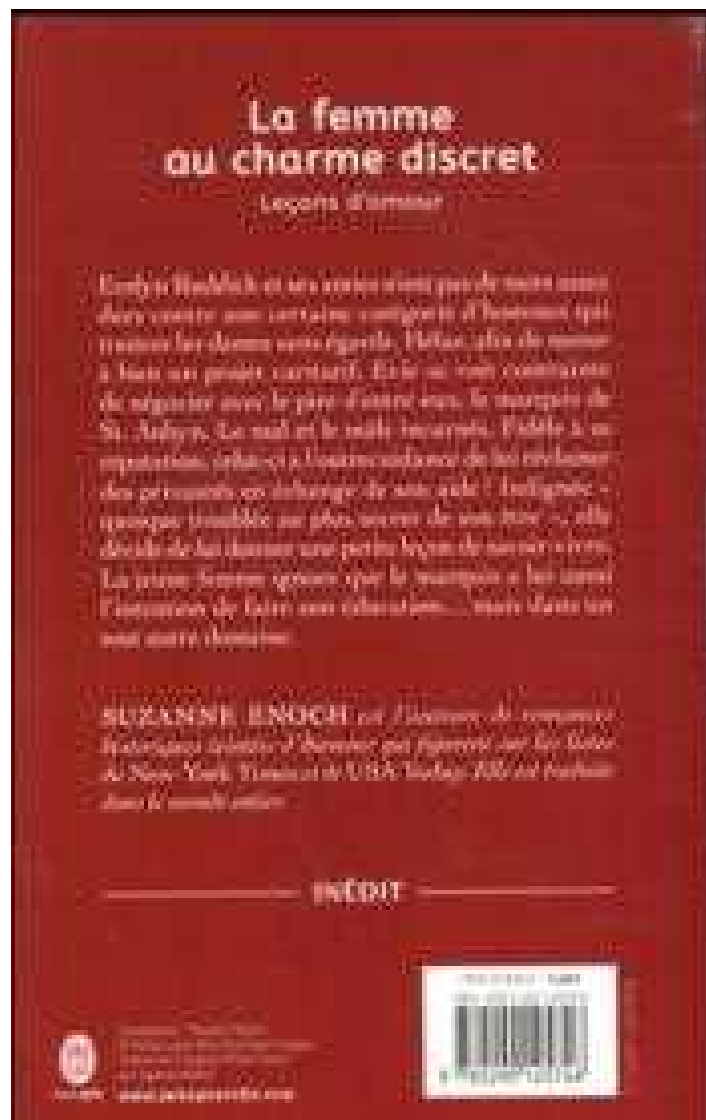 La femme
au charme discret
Leçons d'amour
Evelyn Ruddick et ses amies n'ont pas de mots assez
durs contre une certaine catégorie d'hommes qui
traitent les dames sans égards. Hélas, afin de mener
à bien un projet caritatif, Evie se voit contrainte
de négocier avec le pire d'entre eux, le marquis de
St. Aubyn. Le mal et le mâle incarnés. Fidèle à sa
réputation, celui-ci a l'outrecuidance de lui réclamer
des privautés en échange de son aide ! Indignée –
quoique troublée au plus secret de son être –, elle
décide de lui donner une petite leçon de savoir-vivre.
La jeune femme ignore que le marquis a lui aussi
l'intention de faire son éducation... mais dans un
tout autre domaine.
SUZANNE ENOCH est l'auteure de romances
historiques teintées d'humour qui figurent sur les listes
du New York Times et de USA Today. Elle est traduite
dans le monde entier.
INÉDIT